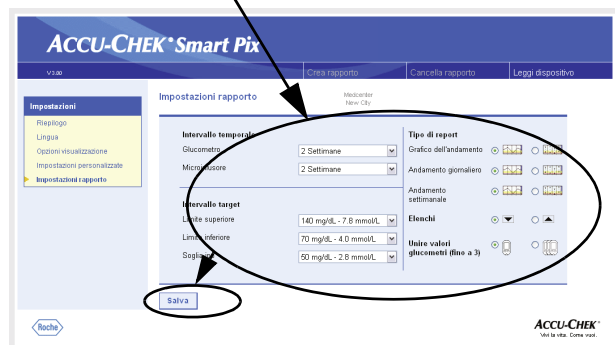 ACCU-CHEK® Smart Pix
V3.00
Crea rapporto
Cancella rapporto
Leggi dispositivo
Impostazioni
Riepilogo
Lingua
Opzioni visualizzazione
Impostazioni personalizzate
Impostazioni rapporto
Impostazioni rapporto
Medcenter
New City
Intervallo temporale
Glucometro
2 Settimane
Microinfusore
2 Settimane
Intervallo target
Limite superiore
140 mg/dL - 7.8 mmol/L
Limite inferiore
70 mg/dL - 4.0 mmol/L
Soglia
50 mg/dL - 2.8 mmol/L
Tipo di report
Grafico dell'andamento
Andamento giornaliero
Andamento
settimanale
Elenchi
Unire valori
glucometri (fino a 3)
Salva
Roche
ACCU-CHEK®
Vivi la vita. Come vuoi.